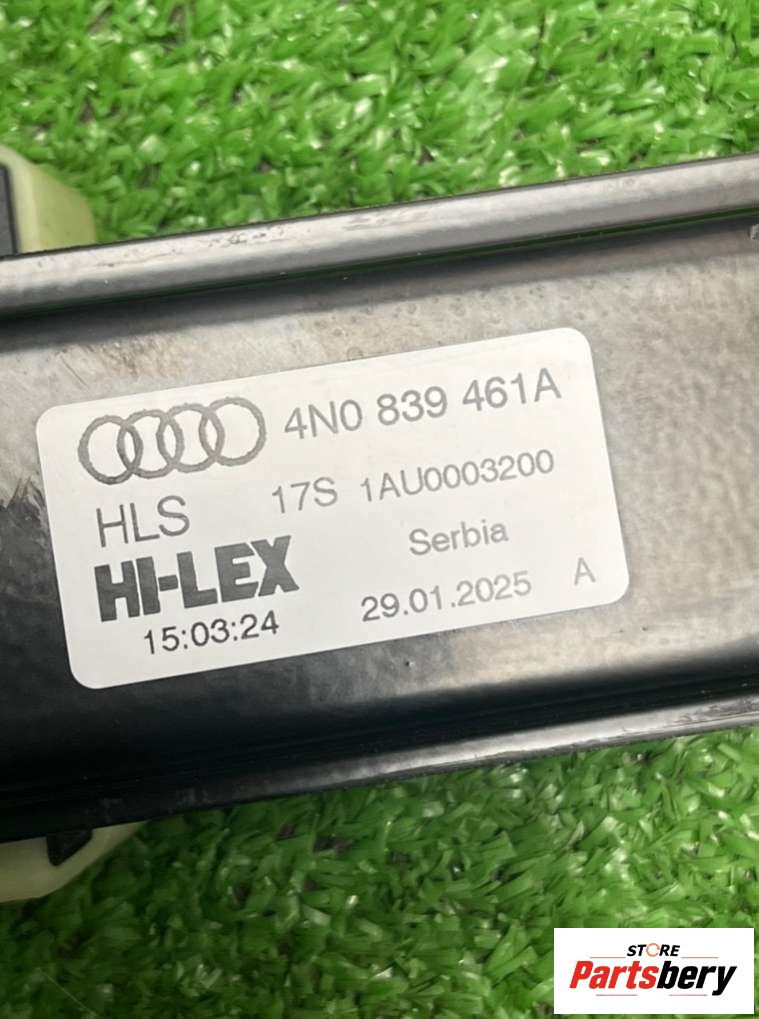 4N0 839 461A
HLS 17S 1AU0003200
HI-LEX Serbia
15:03:24 29.01.2025 A
STORE
Partsbery